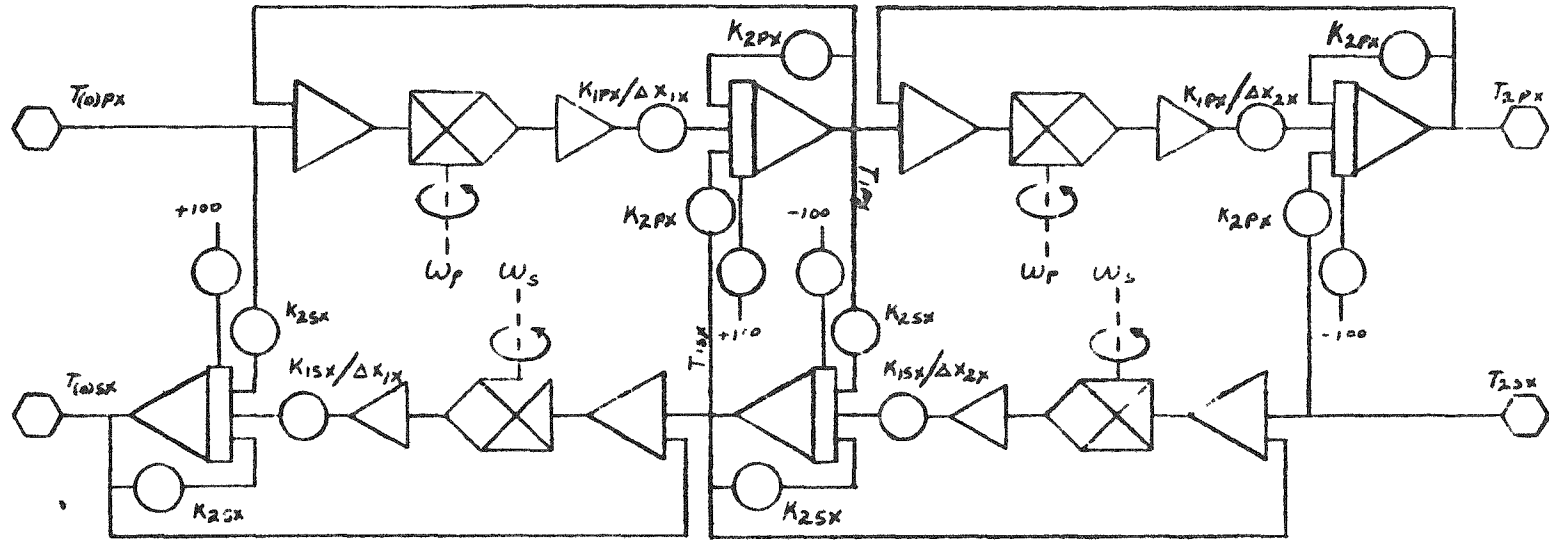 K2PX
K2PX
T(0)PX
K1PX/ΔX1X
K1PX/ΔX2X
T2PX
+100
K2PX
-100
K2PX
ωP
ωS
ωP
ωS
K2SX
+100
K2SX
-100
T(0)SX
K1SX/ΔX1X
T1SX
K1SX/ΔX2X
T2SX
K2SX
K2SX